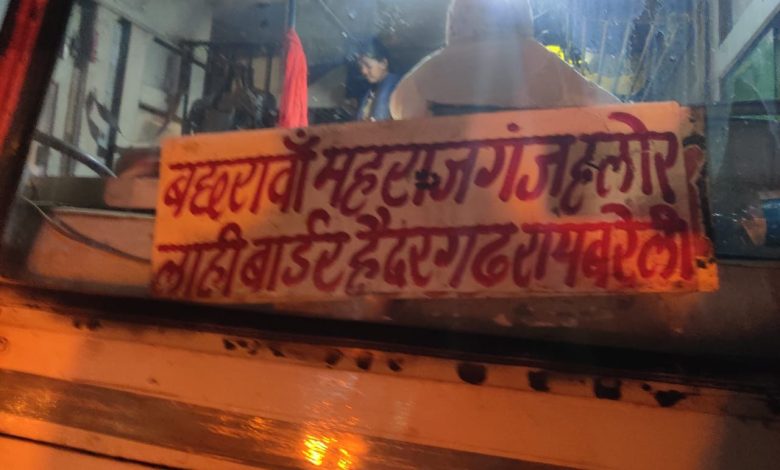 बछरावाँ महराजगंज हलोर
लाही बार्डर हैदरगढ रायबरेली